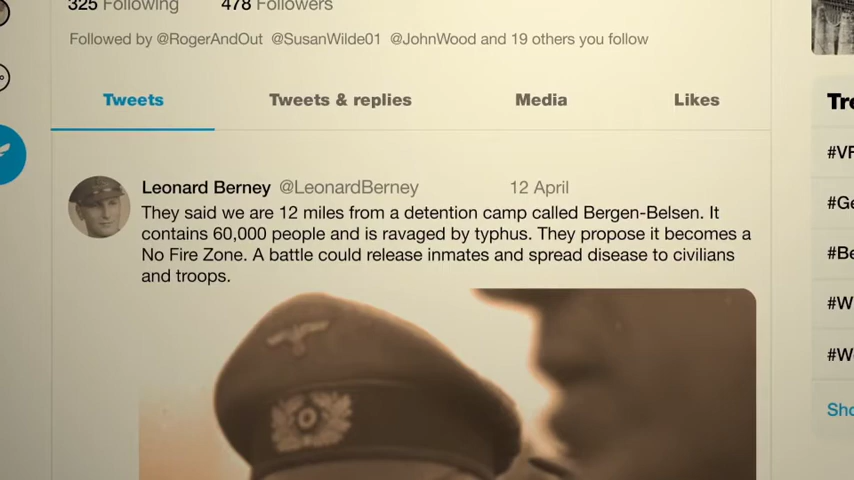 325 Following 478 Followers
Followed by @RogerAndOut @SusanWilde01 @JohnWood and 19 others you follow
Tweets Tweets & replies Media Likes
Leonard Berney @LeonardBerney 12 April
They said we are 12 miles from a detention camp called Bergen-Belsen. It
contains 60,000 people and is ravaged by typhus. They propose it becomes a
No Fire Zone. A battle could release inmates and spread disease to civilians
and troops.
Tre
#VF
#Ge
#Be
#W
#W
Sho